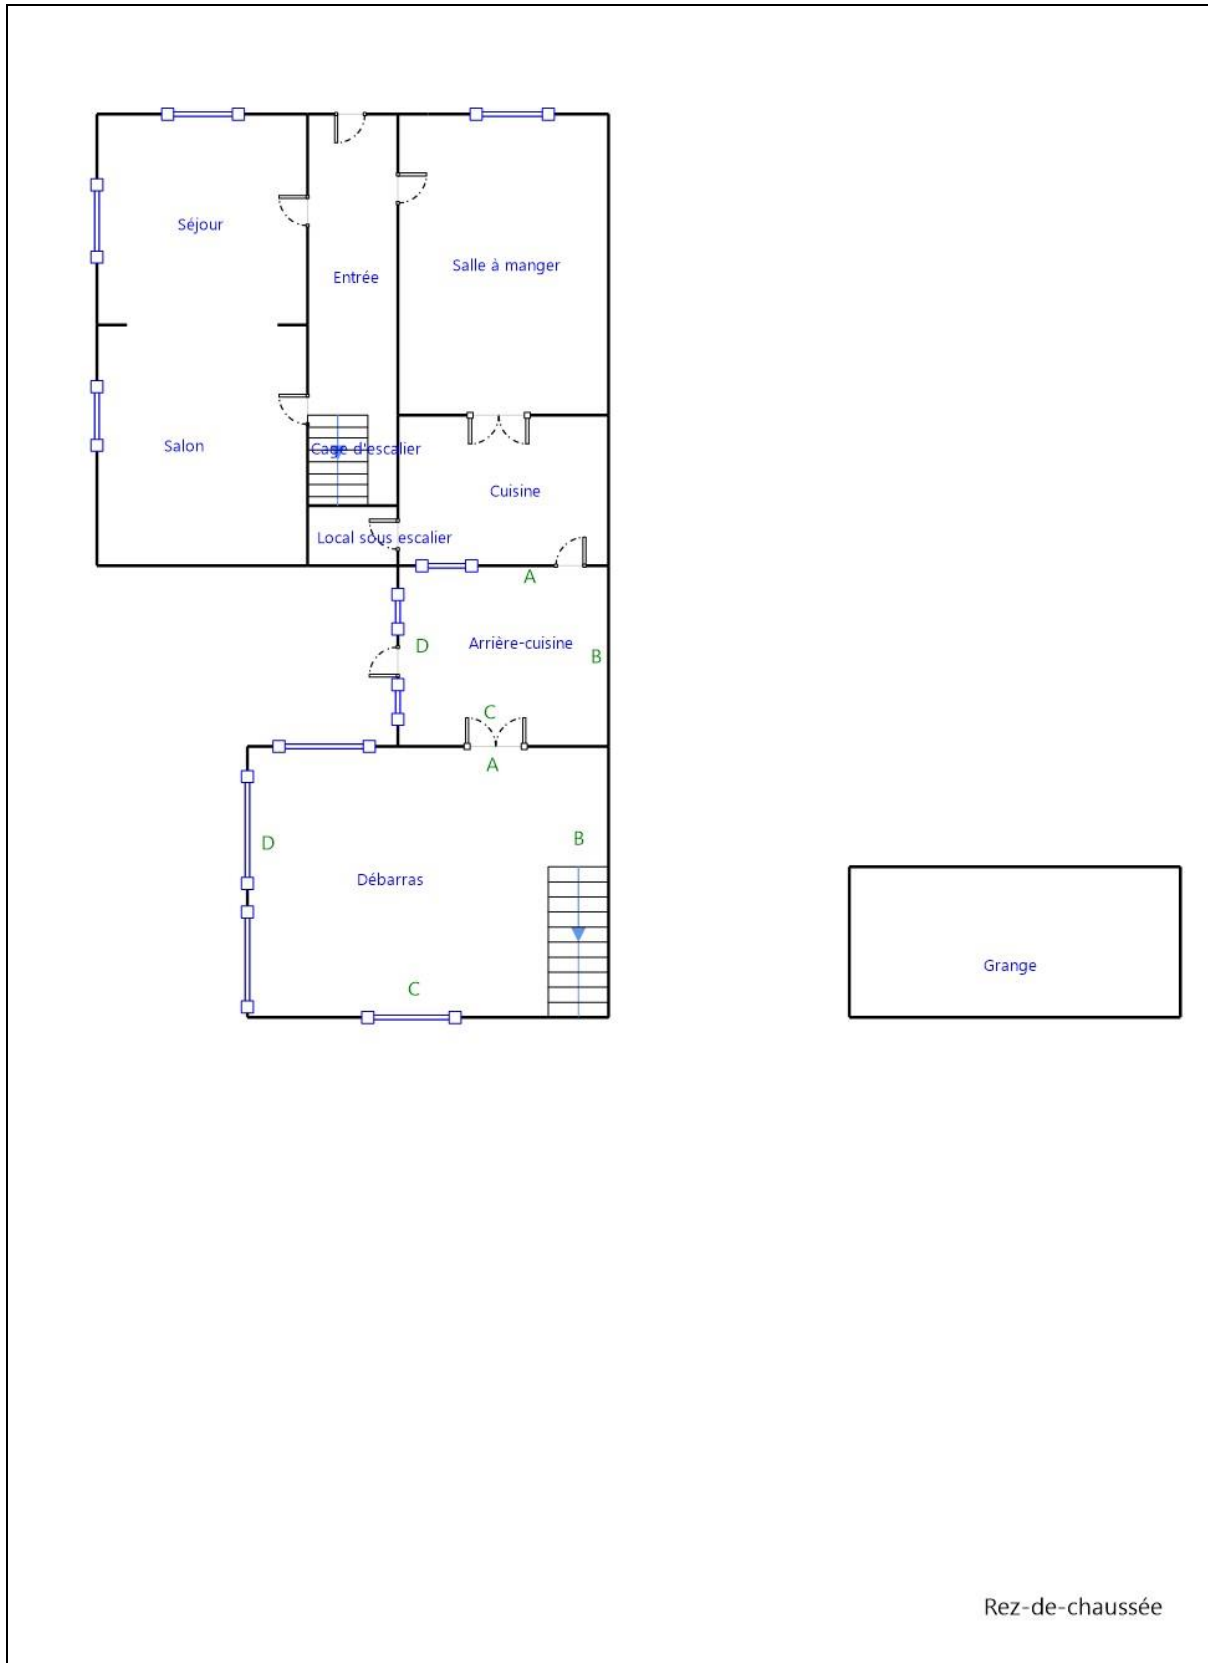 Séjour
Salle à manger
Entrée
Salon
Cage d'escalier
Cuisine
Local sous escalier
A
D
Arrière-cuisine
B
C
A
D
B
Débarras
Grange
C
Rez-de-chaussée